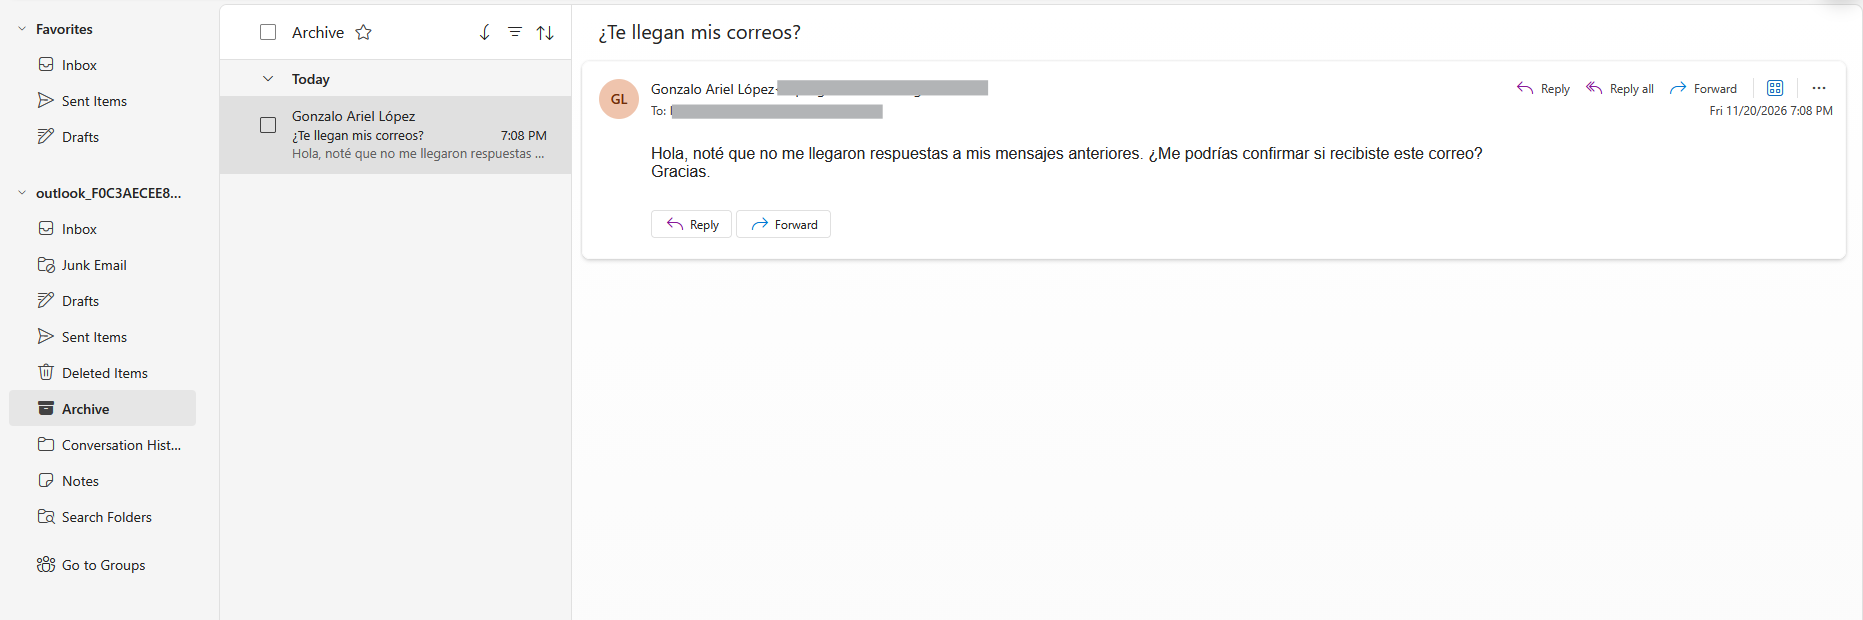 Favorites
Inbox
Sent Items
Drafts
outlook_F0C3AECEE8...
Inbox
Junk Email
Drafts
Sent Items
Deleted Items
Archive
Conversation Hist...
Notes
Search Folders
Go to Groups
Archive
Today
Gonzalo Ariel López
¿Te llegan mis correos? 7:08 PM
Hola, noté que no me llegaron respuestas ...
¿Te llegan mis correos?
GL
Gonzalo Ariel López
To:
Reply
Reply all
Forward
Fri 11/20/2026 7:08 PM
Hola, noté que no me llegaron respuestas a mis mensajes anteriores. ¿Me podrías confirmar si recibiste este correo?
Gracias.
Reply
Forward